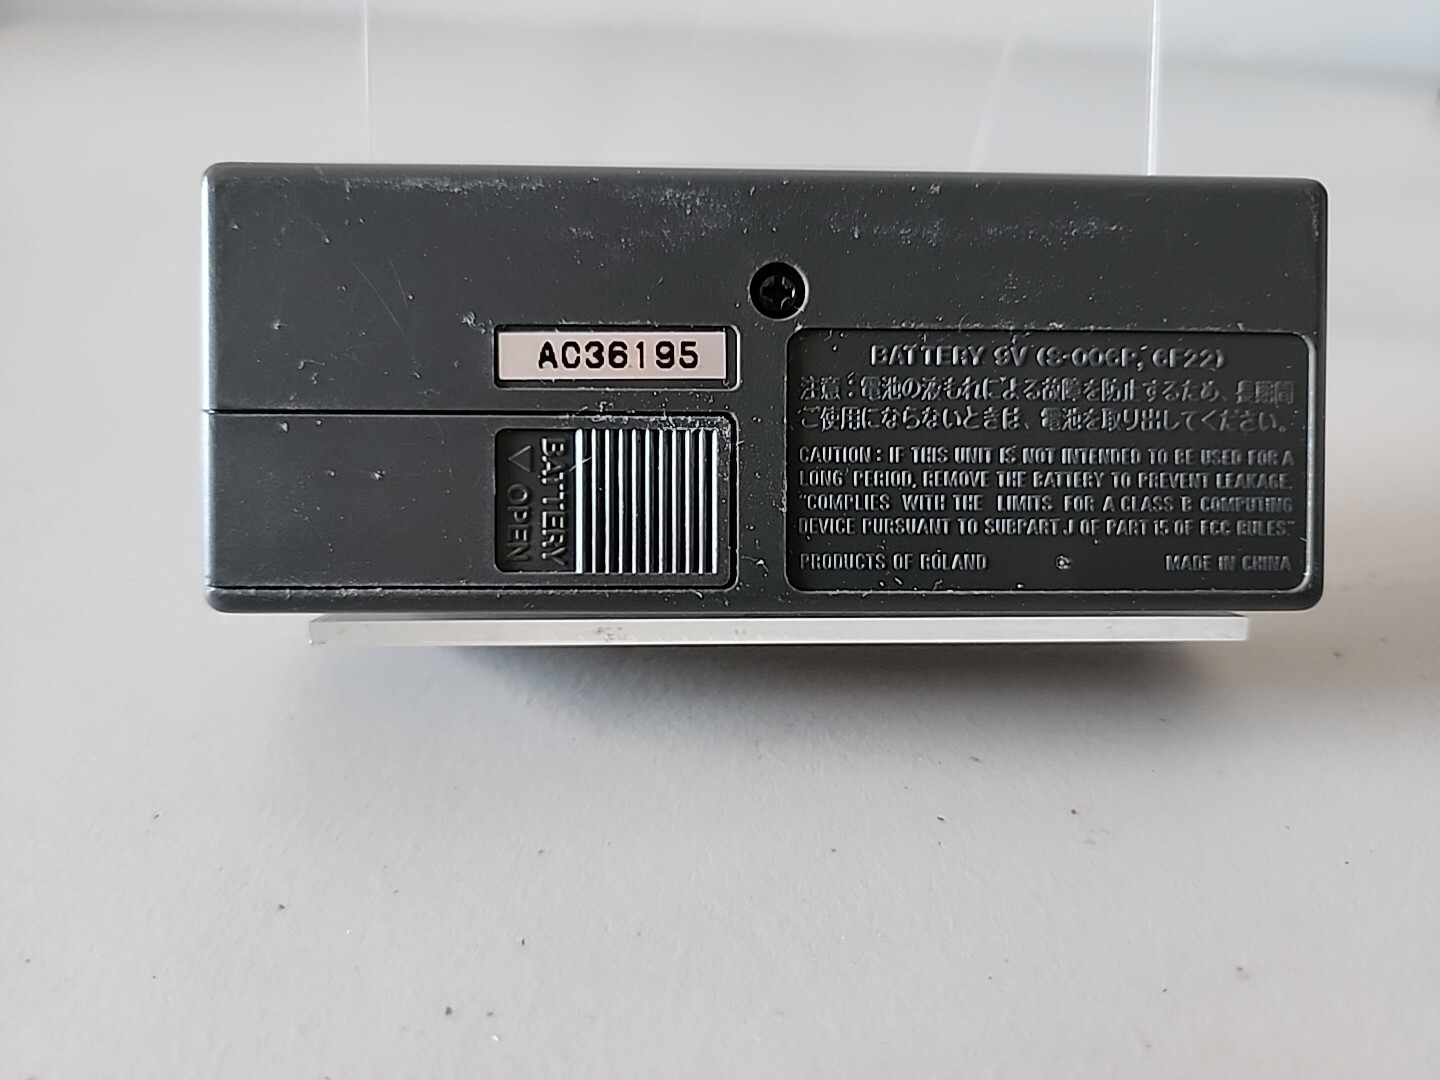 AC36195
BATTERY
▽ OPEN
BATTERY 9V (S-006P, 6F22)
注意：電池の液もれによる故障を防止するため、長期間
ご使用にならないときは、電池を取り出してください。
CAUTION : IF THIS UNIT IS NOT INTENDED TO BE USED FOR A
LONG PERIOD, REMOVE THE BATTERY TO PREVENT LEAKAGE.
"COMPLIES WITH THE LIMITS FOR A CLASS B COMPUTING
DEVICE PURSUANT TO SUBPART J OF PART 15 OF FCC RULES."
PRODUCTS OF ROLAND C MADE IN CHINA